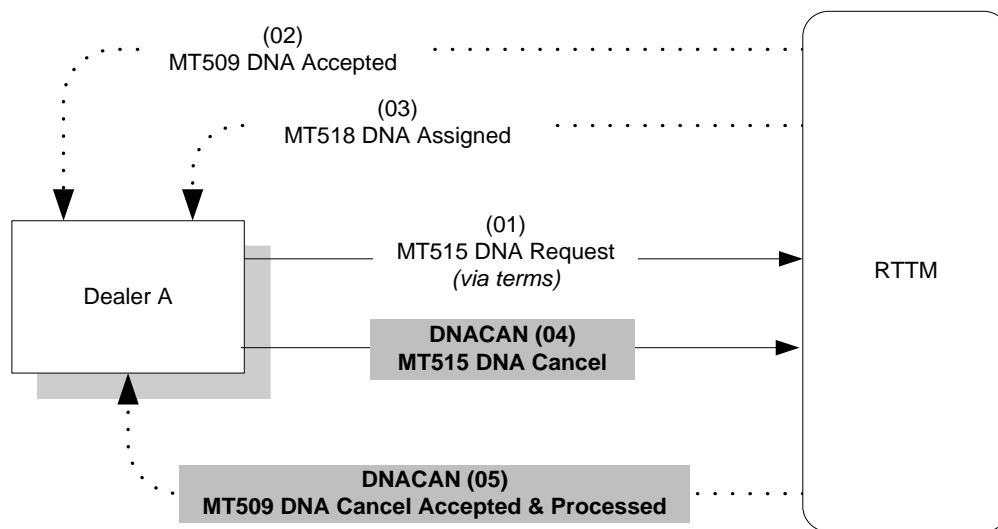 (02)
MT509 DNA Accepted
(03)
MT518 DNA Assigned
(01)
MT515 DNA Request
(via terms)
Dealer A
RTTM
DNACAN (04)
MT515 DNA Cancel
DNACAN (05)
MT509 DNA Cancel Accepted & Processed